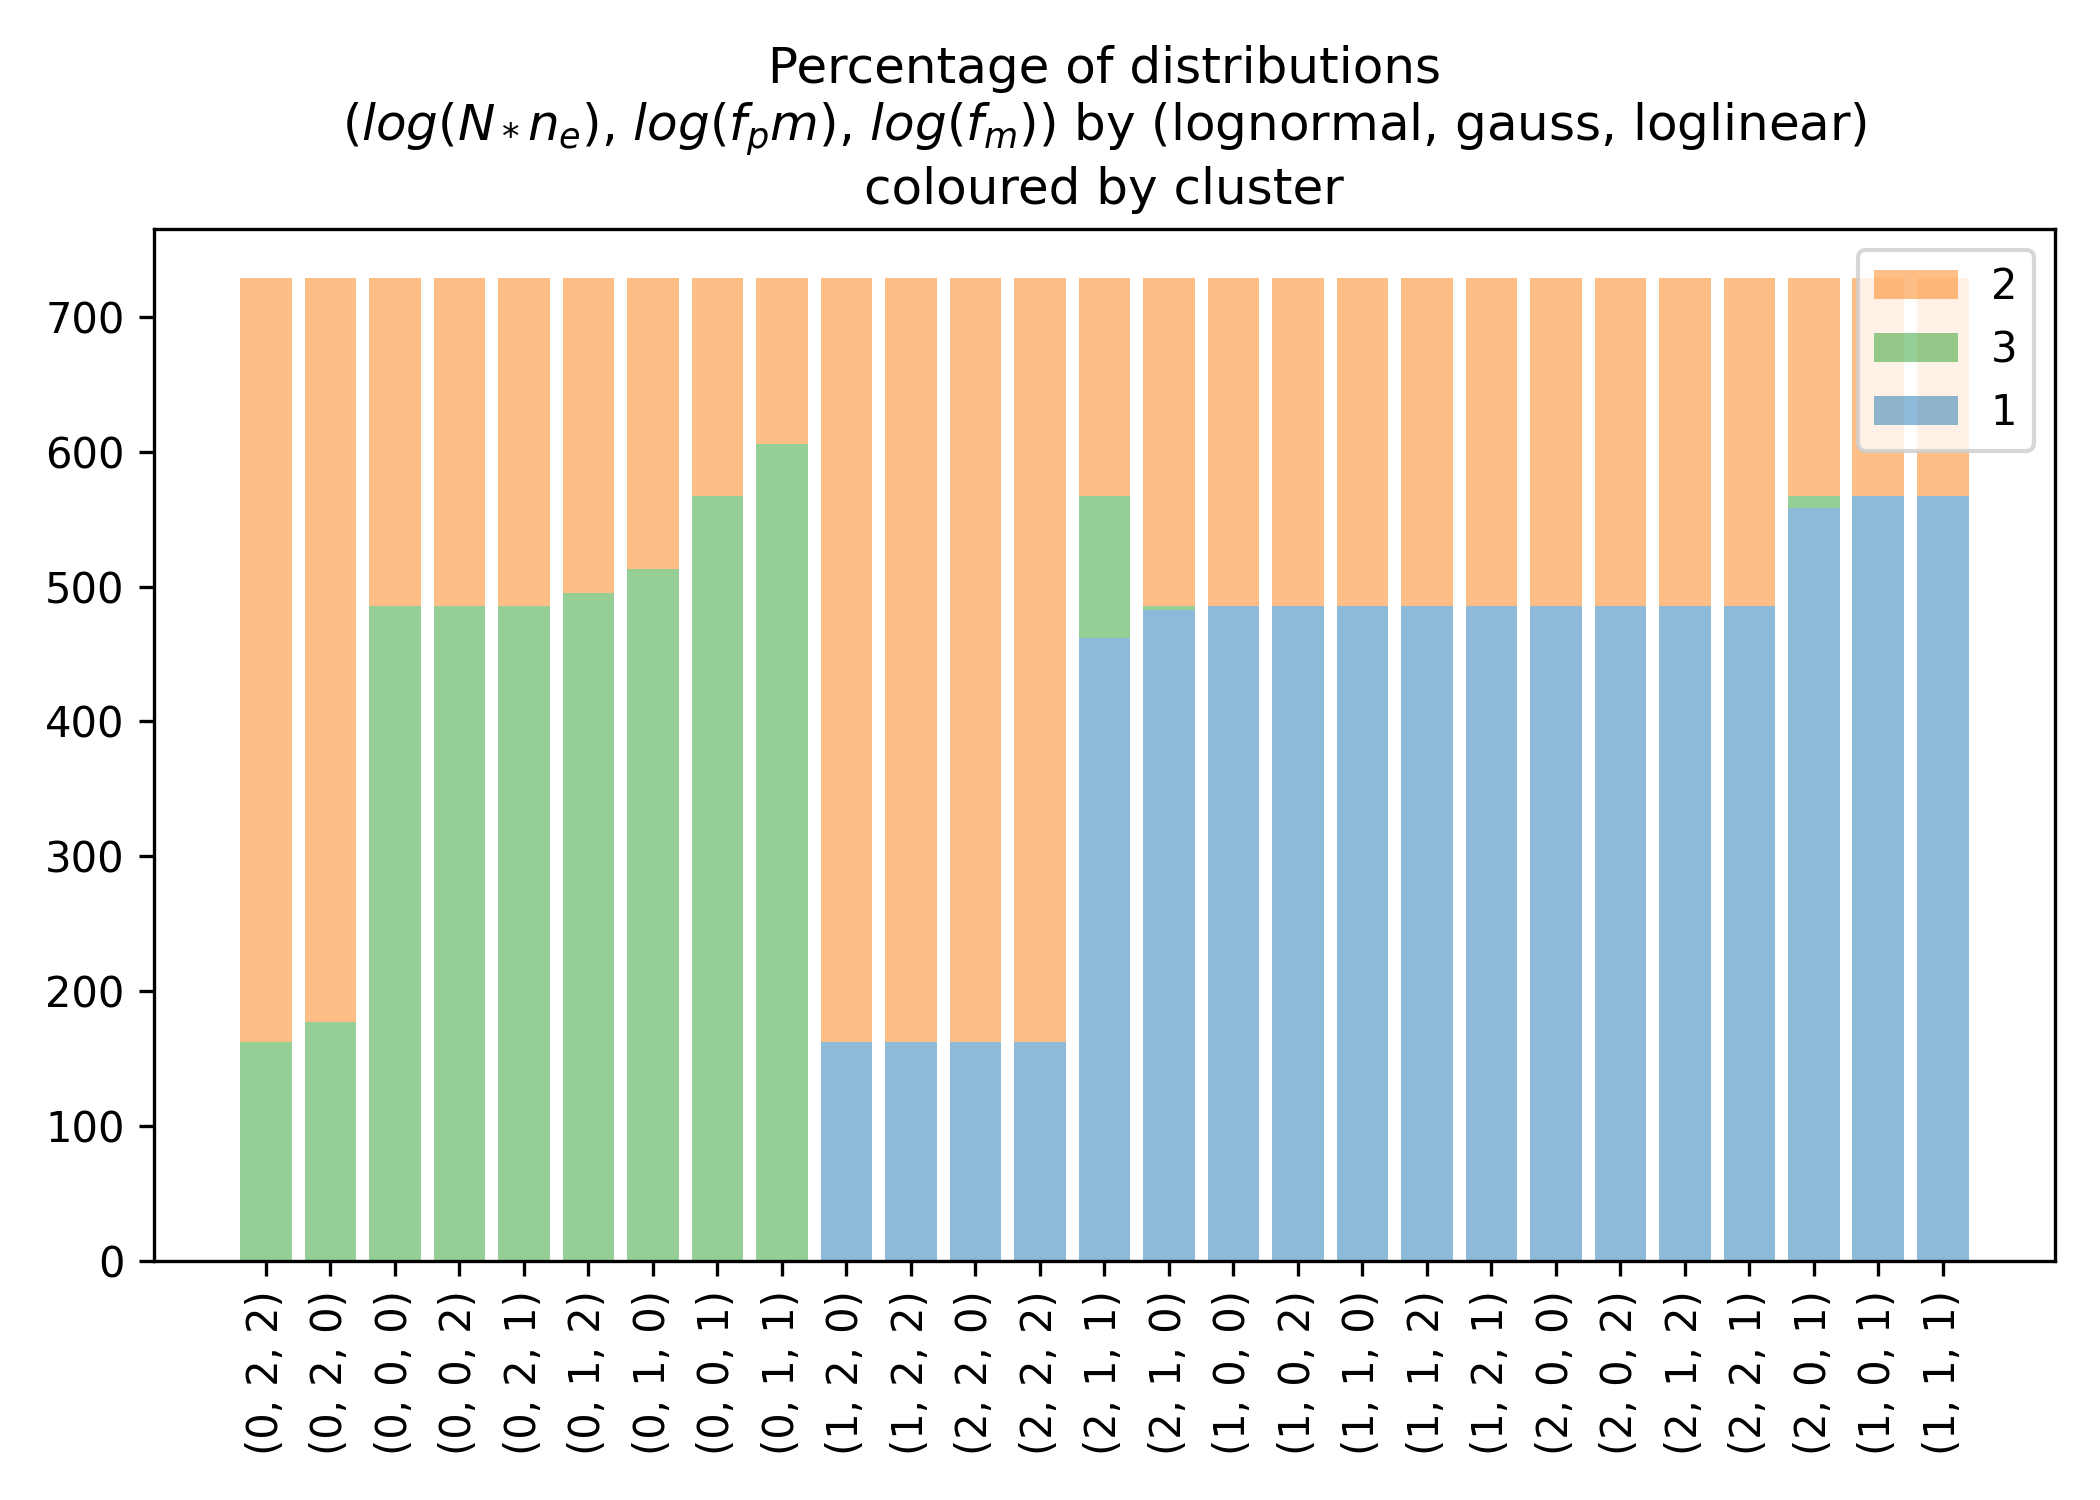 Percentage of distributions
(log(N*ne), log(fpm), log(fm)) by (lognormal, gauss, loglinear)
coloured by cluster
2
3
1
700
600
500
400
300
200
100
0
(0, 2, 2)
(0, 2, 0)
(0, 0, 0)
(0, 0, 2)
(0, 2, 1)
(0, 1, 2)
(0, 1, 0)
(0, 0, 1)
(0, 1, 1)
(1, 2, 0)
(1, 2, 2)
(2, 2, 0)
(2, 2, 2)
(2, 1, 1)
(2, 1, 0)
(1, 0, 0)
(1, 0, 2)
(1, 1, 0)
(1, 1, 2)
(1, 2, 1)
(2, 0, 0)
(2, 0, 2)
(2, 1, 2)
(2, 2, 1)
(2, 0, 1)
(1, 0, 1)
(1, 1, 1)